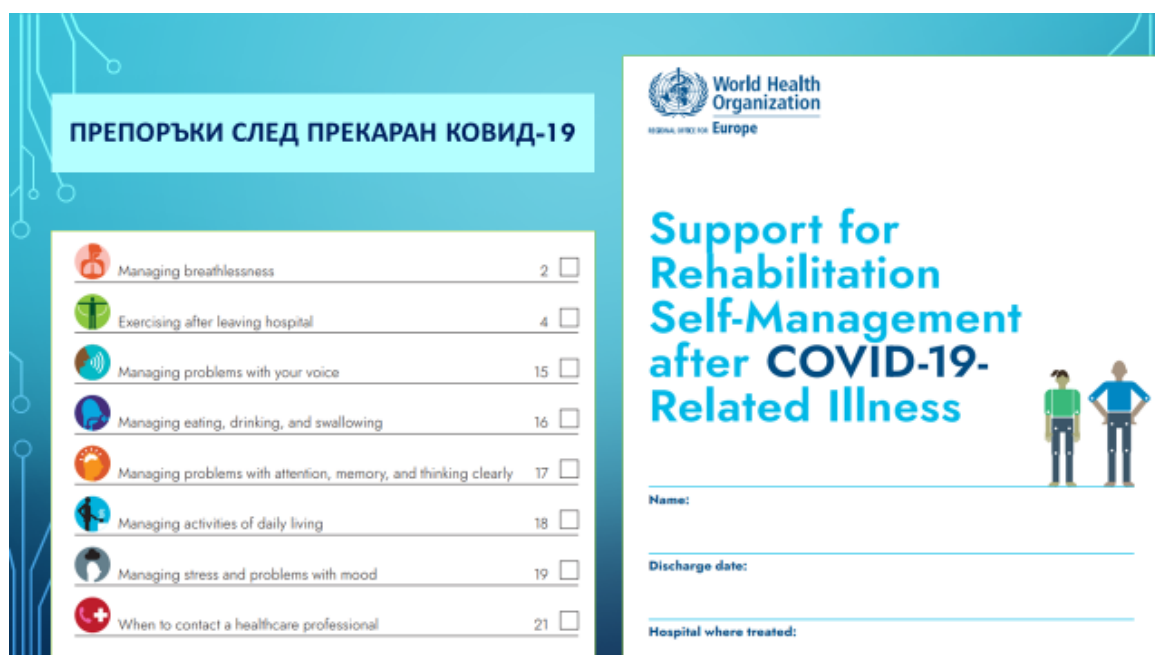 ПРЕПОРЪКИ СЛЕД ПРЕКАРАН КОВИД-19
Managing breathlessness 2
Exercising after leaving hospital 4
Managing problems with your voice 15
Managing eating, drinking, and swallowing 16
Managing problems with attention, memory, and thinking clearly 17
Managing activities of daily living 18
Managing stress and problems with mood 19
When to contact a healthcare professional 21
World Health
Organization
REGIONAL OFFICE FOR Europe
Support for
Rehabilitation
Self-Management
after COVID-19-
Related Illness
Name:
Discharge date:
Hospital where treated: